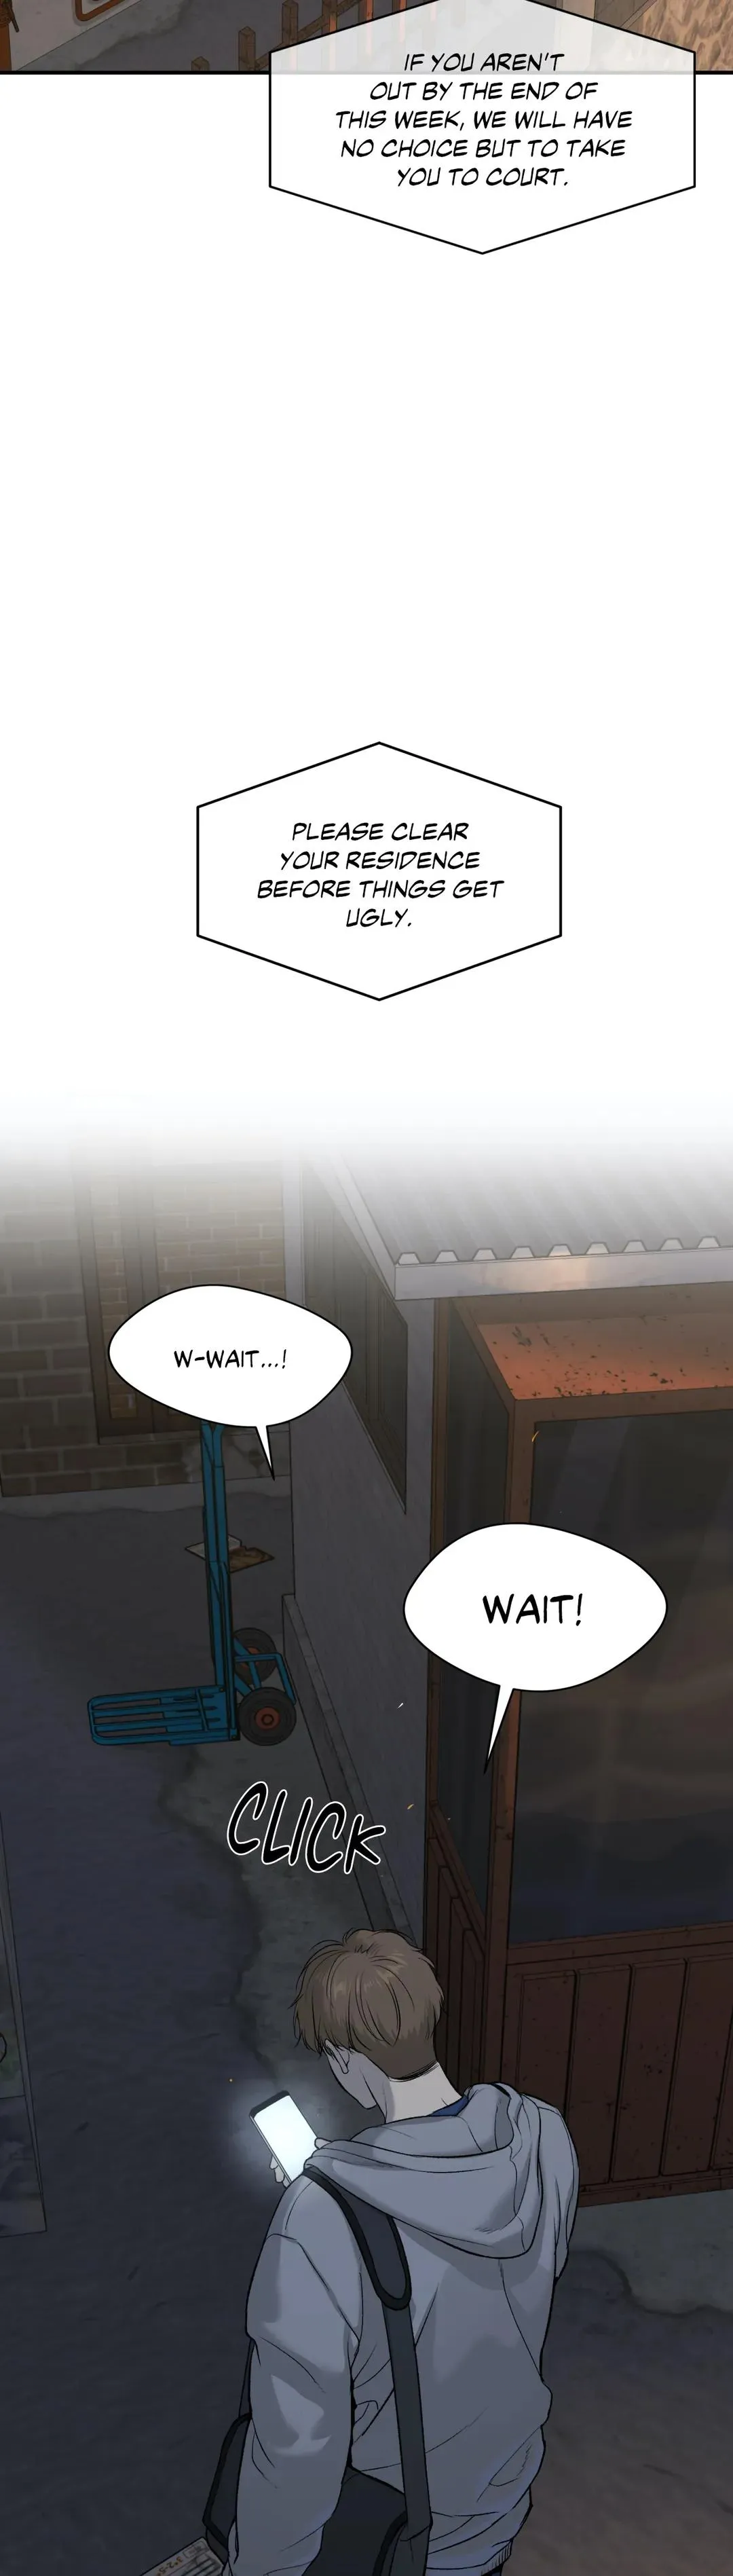 IF YOU AREN'T
OUT BY THE END OF
THIS WEEK, WE WILL HAVE
NO CHOICE BUT TO TAKE
YOU TO COURT.
PLEASE CLEAR
YOUR RESIDENCE
BEFORE THINGS GET
UGLY.
W-WAIT...!
WAIT!
CLICK